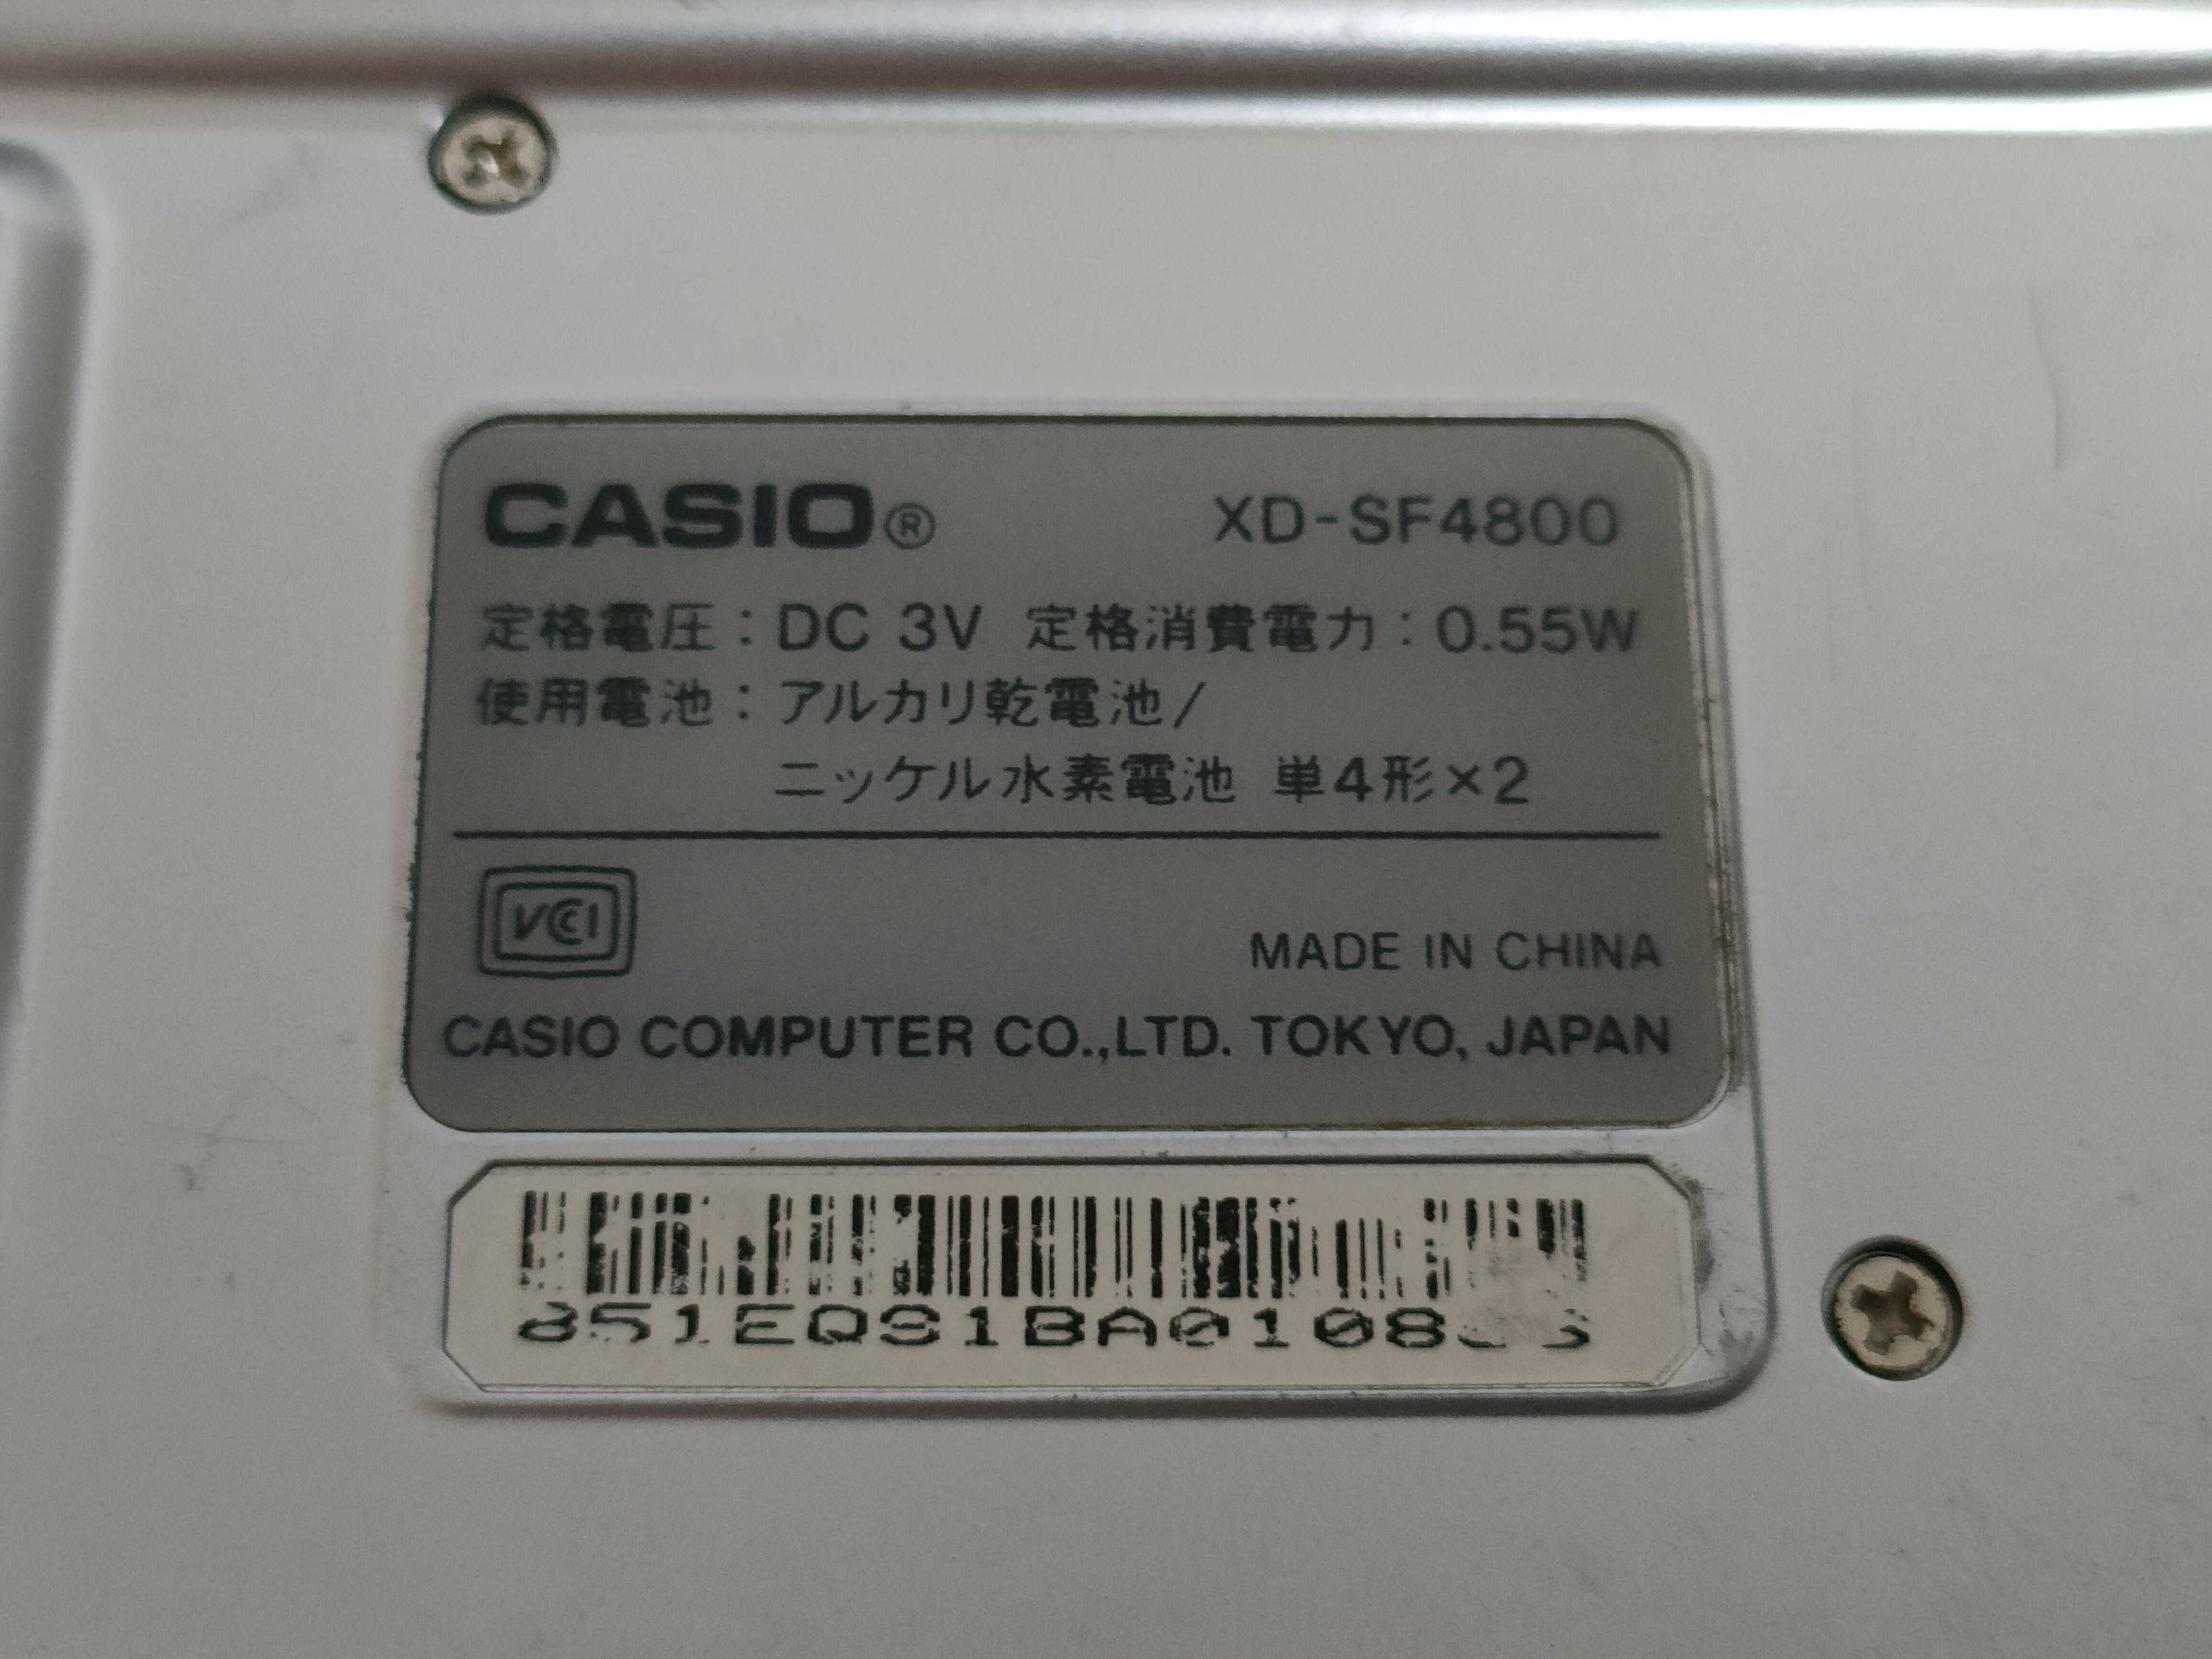 CASIO® XD-SF4800
定格電圧：DC 3V 定格消費電力：0.55W
使用電池：アルカリ乾電池/
ニッケル水素電池 単4形×2
VCCI
MADE IN CHINA
CASIO COMPUTER CO.,LTD. TOKYO, JAPAN